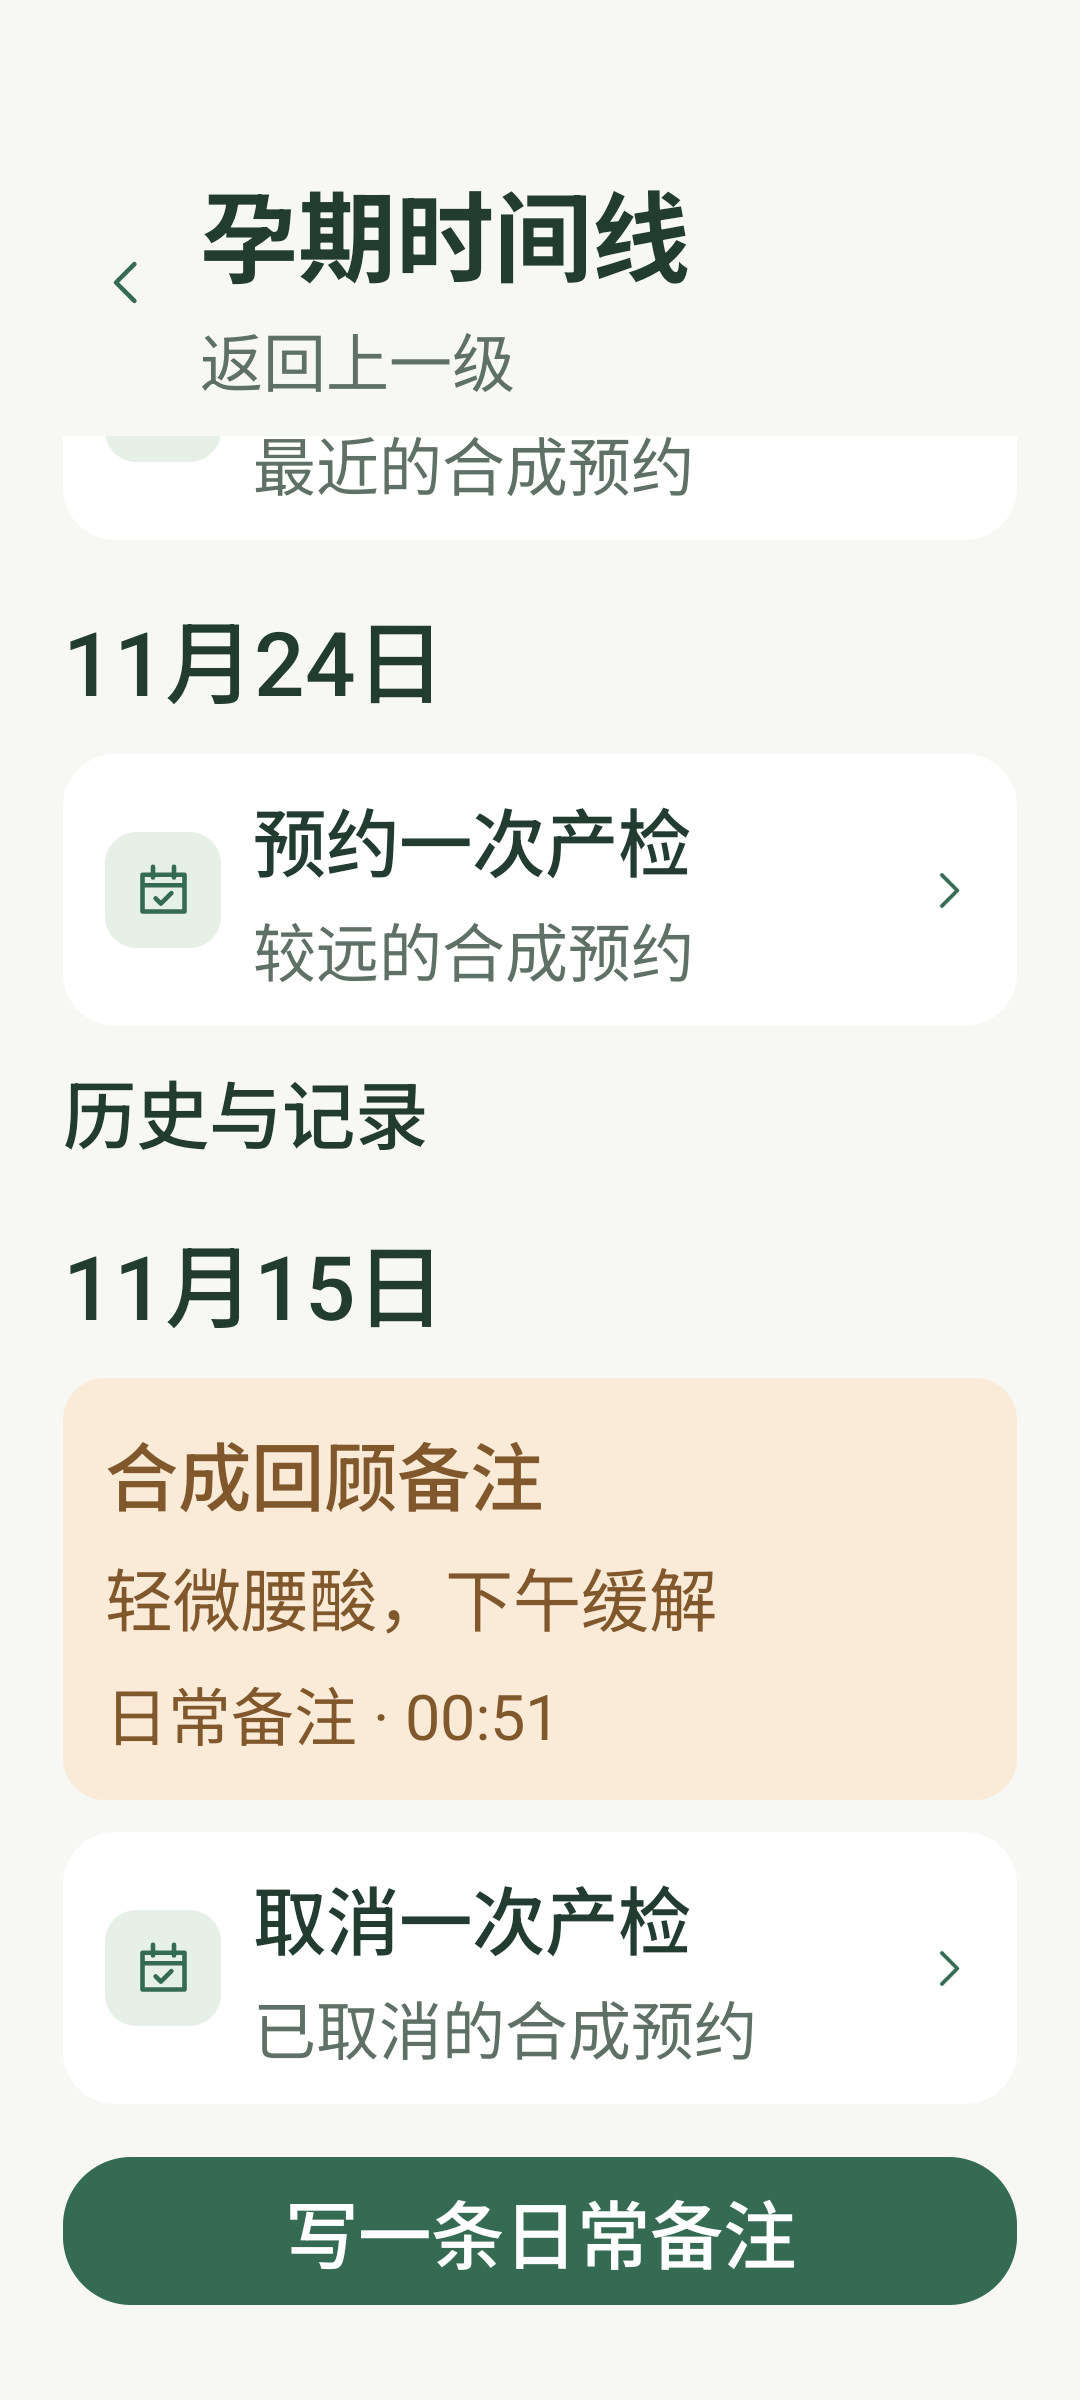 孕期时间线
返回上一级
最近的合成预约
11月24日
预约一次产检
较远的合成预约
历史与记录
11月15日
合成回顾备注
轻微腰酸，下午缓解
日常备注 · 00:51
取消一次产检
已取消的合成预约
写一条日常备注